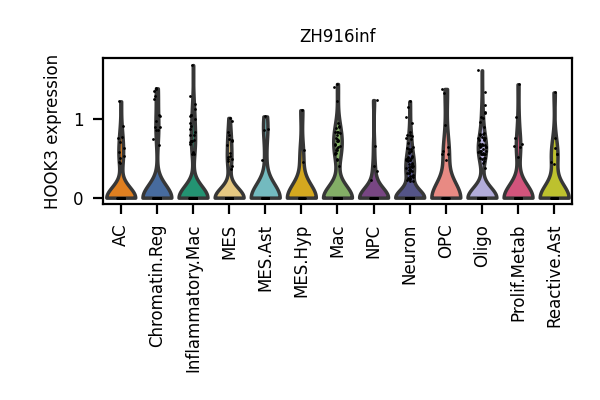 ZH916inf
HOOK3 expression
1
0
AC
Chromatin.Reg
Inflammatory.Mac
MES
MES.Ast
MES.Hyp
Mac
NPC
Neuron
OPC
Oligo
Prolif.Metab
Reactive.Ast